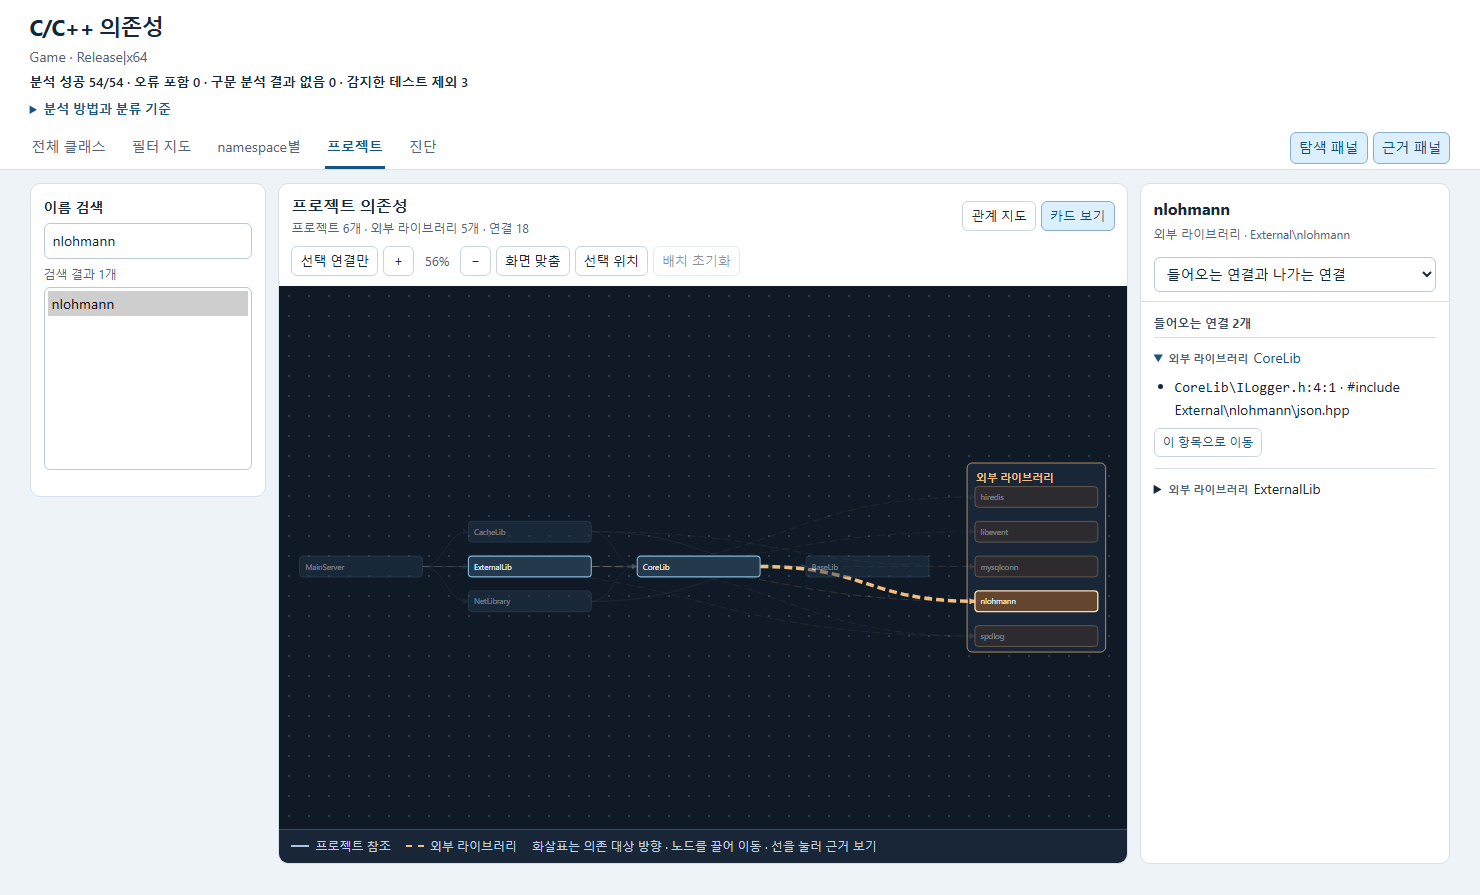 C/C++ 의존성
Game · Release|x64
분석 성공 54/54 · 오류 포함 0 · 구문 분석 결과 없음 0 · 감지한 테스트 제외 3
▶ 분석 방법과 분류 기준
전체 클래스 필터 지도 namespace별 프로젝트 진단
탐색 패널 근거 패널
이름 검색
nlohmann
검색 결과 1개
nlohmann
프로젝트 의존성
프로젝트 6개 · 외부 라이브러리 5개 · 연결 18
관계 지도 카드 보기
선택 연결만 + 56% − 화면 맞춤 선택 위치 배치 초기화
외부 라이브러리
hiredis
CacheLib
libevent
MainServer
ExternalLib
CoreLib
BaseLib
mysqlconn
NetLibrary
nlohmann
spdlog
프로젝트 참조 외부 라이브러리 화살표는 의존 대상 방향 · 노드를 끌어 이동 · 선을 눌러 근거 보기
nlohmann
외부 라이브러리 · External\nlohmann
들어오는 연결과 나가는 연결
들어오는 연결 2개
▼ 외부 라이브러리 CoreLib
• CoreLib\ILogger.h:4:1 · #include
External\nlohmann\json.hpp
이 항목으로 이동
▶ 외부 라이브러리 ExternalLib